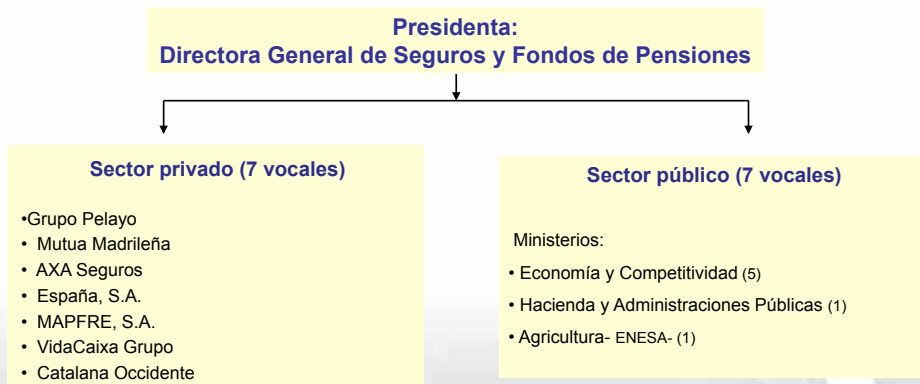 Presidenta:
Directora General de Seguros y Fondos de Pensiones
Sector privado (7 vocales)
•Grupo Pelayo
• Mutua Madrileña
• AXA Seguros
• España, S.A.
• MAPFRE, S.A.
• VidaCaixa Grupo
• Catalana Occidente
Sector público (7 vocales)
Ministerios:
• Economía y Competitividad (5)
• Hacienda y Administraciones Públicas (1)
• Agricultura- ENESA- (1)